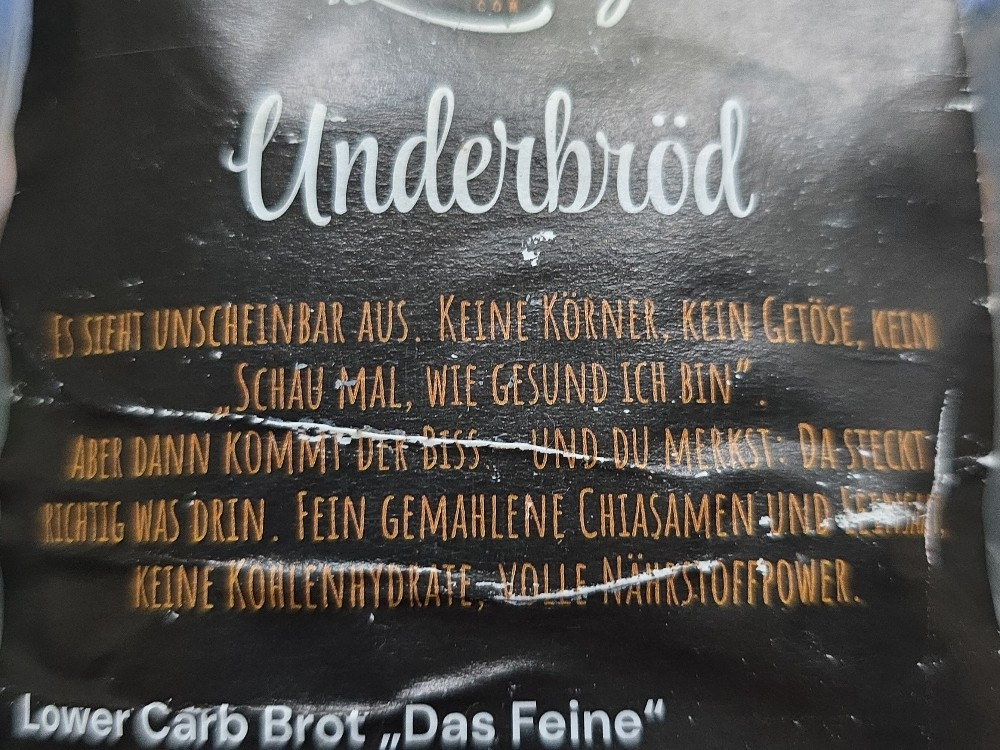 COM
Underbröd
Es sieht unscheinbar aus. Keine Körner, kein Getöse, kein
„Schau mal, wie gesund ich bin“.
Aber dann kommt der Biss und du merkst: Da steckt
richtig was drin. Fein gemahlene Chiasamen und Leinsaat.
Keine Kohlenhydrate, volle Nährstoffpower.
Lower Carb Brot „Das Feine“